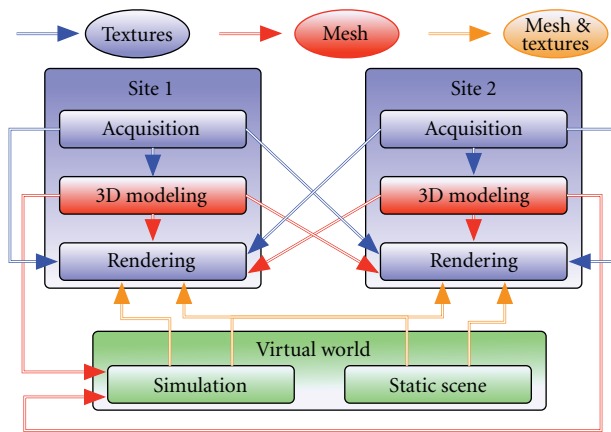 Textures
Mesh
Mesh &
textures
Site 1
Acquisition
3D modeling
Rendering
Site 2
Acquisition
3D modeling
Rendering
Virtual world
Simulation
Static scene